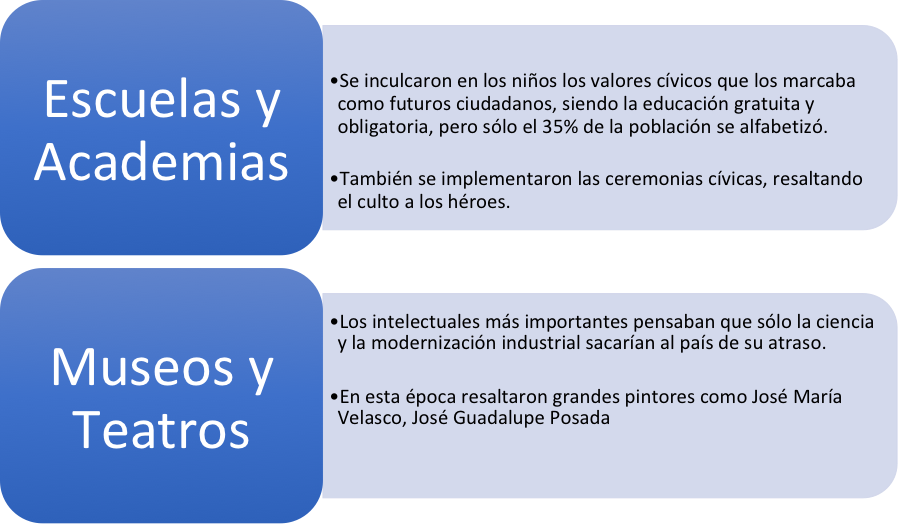 Escuelas y
Academias
•Se inculcaron en los niños los valores cívicos que los marcaba
como futuros ciudadanos, siendo la educación gratuita y
obligatoria, pero sólo el 35% de la población se alfabetizó.
•También se implementaron las ceremonias cívicas, resaltando
el culto a los héroes.
Museos y
Teatros
•Los intelectuales más importantes pensaban que sólo la ciencia
y la modernización industrial sacarían al país de su atraso.
•En esta época resaltaron grandes pintores como José María
Velasco, José Guadalupe Posada